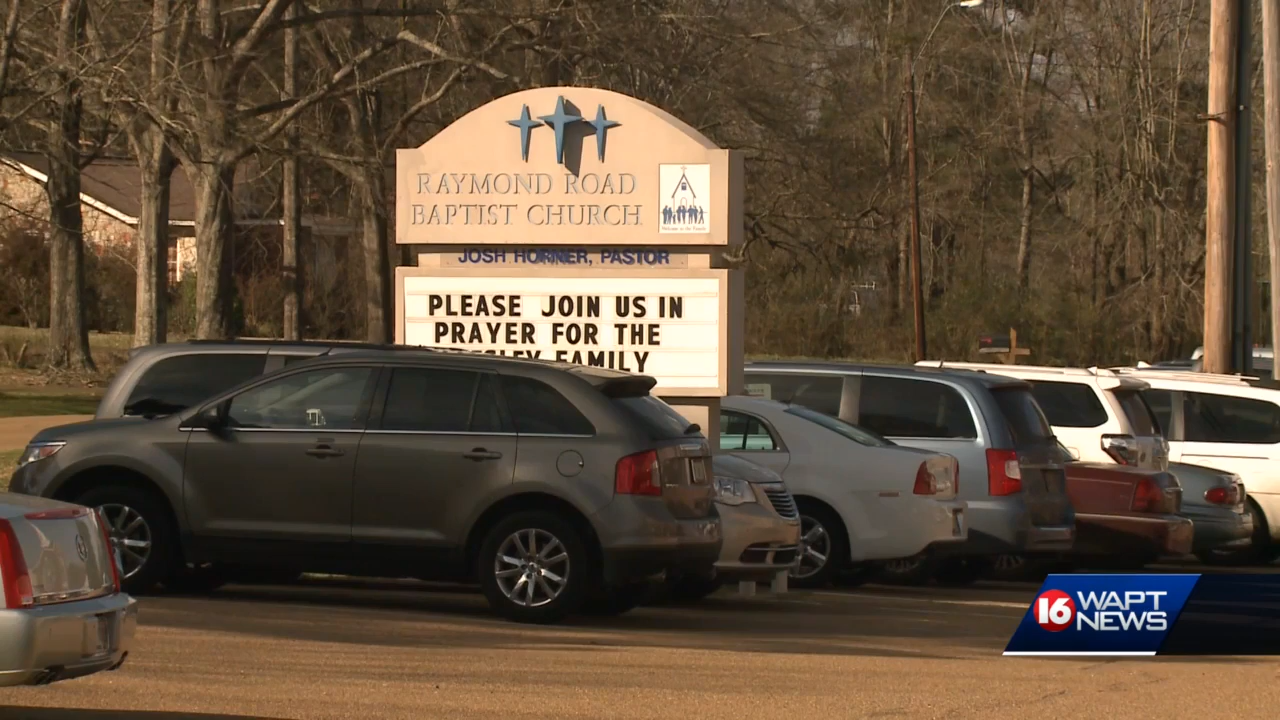 RAYMOND ROAD
BAPTIST CHURCH
JOSH HORNER, PASTOR
PLEASE JOIN US IN
PRAYER FOR THE
FAMILY
16 WAPT
NEWS